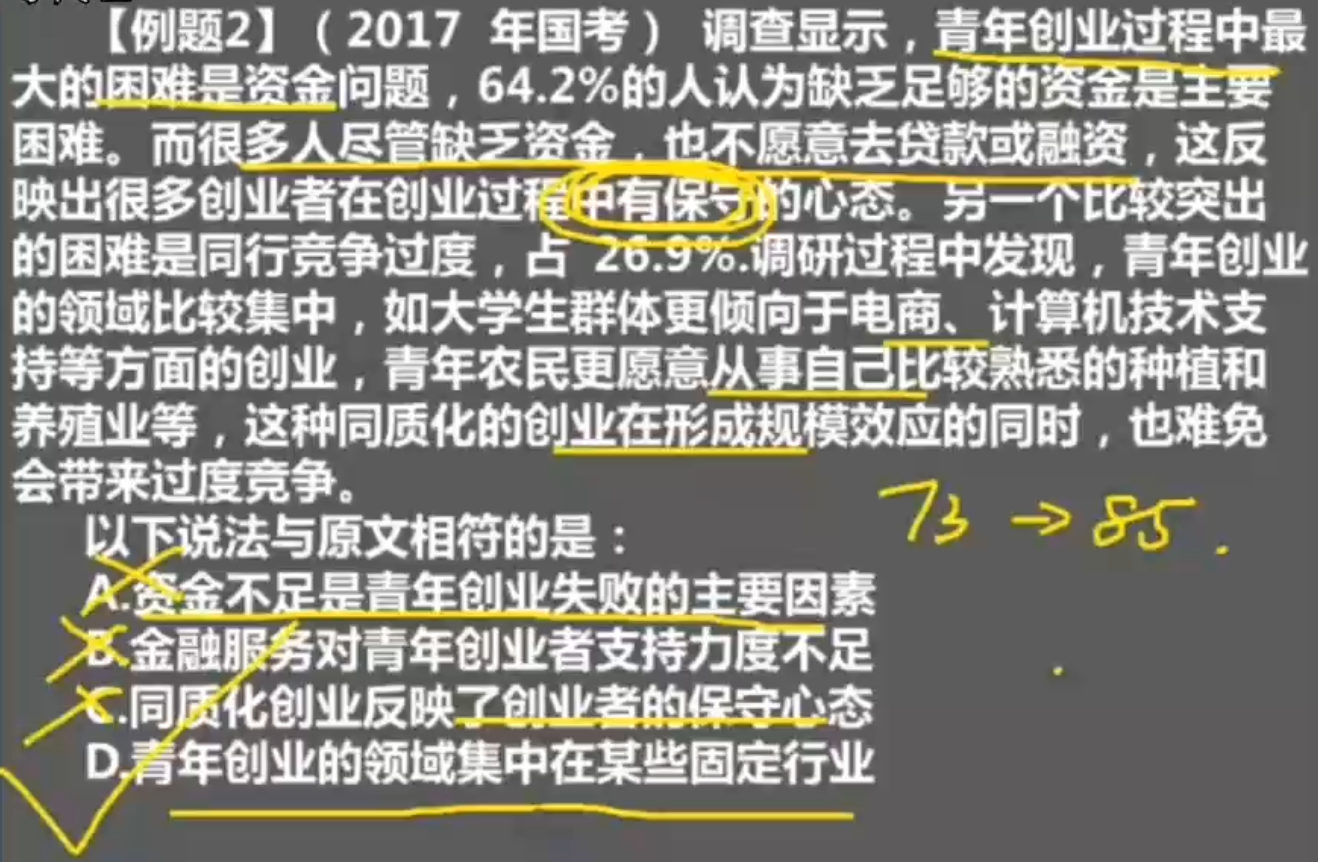 【例题2】（2017 年国考） 调查显示，青年创业过程中最
大的困难是资金问题，64.2%的人认为缺乏足够的资金是主要
困难。而很多人尽管缺乏资金，也不愿意去贷款或融资，这反
映出很多创业者在创业过程中有保守的心态。另一个比较突出
的困难是同行竞争过度，占 26.9%.调研过程中发现，青年创业
的领域比较集中，如大学生群体更倾向于电商、计算机技术支
持等方面的创业，青年农民更愿意从事自己比较熟悉的种植和
养殖业等，这种同质化的创业在形成规模效应的同时，也难免
会带来过度竞争。
73 → 85.
以下说法与原文相符的是：
A.资金不足是青年创业失败的主要因素
B.金融服务对青年创业者支持力度不足
C.同质化创业反映了创业者的保守心态
D.青年创业的领域集中在某些固定行业